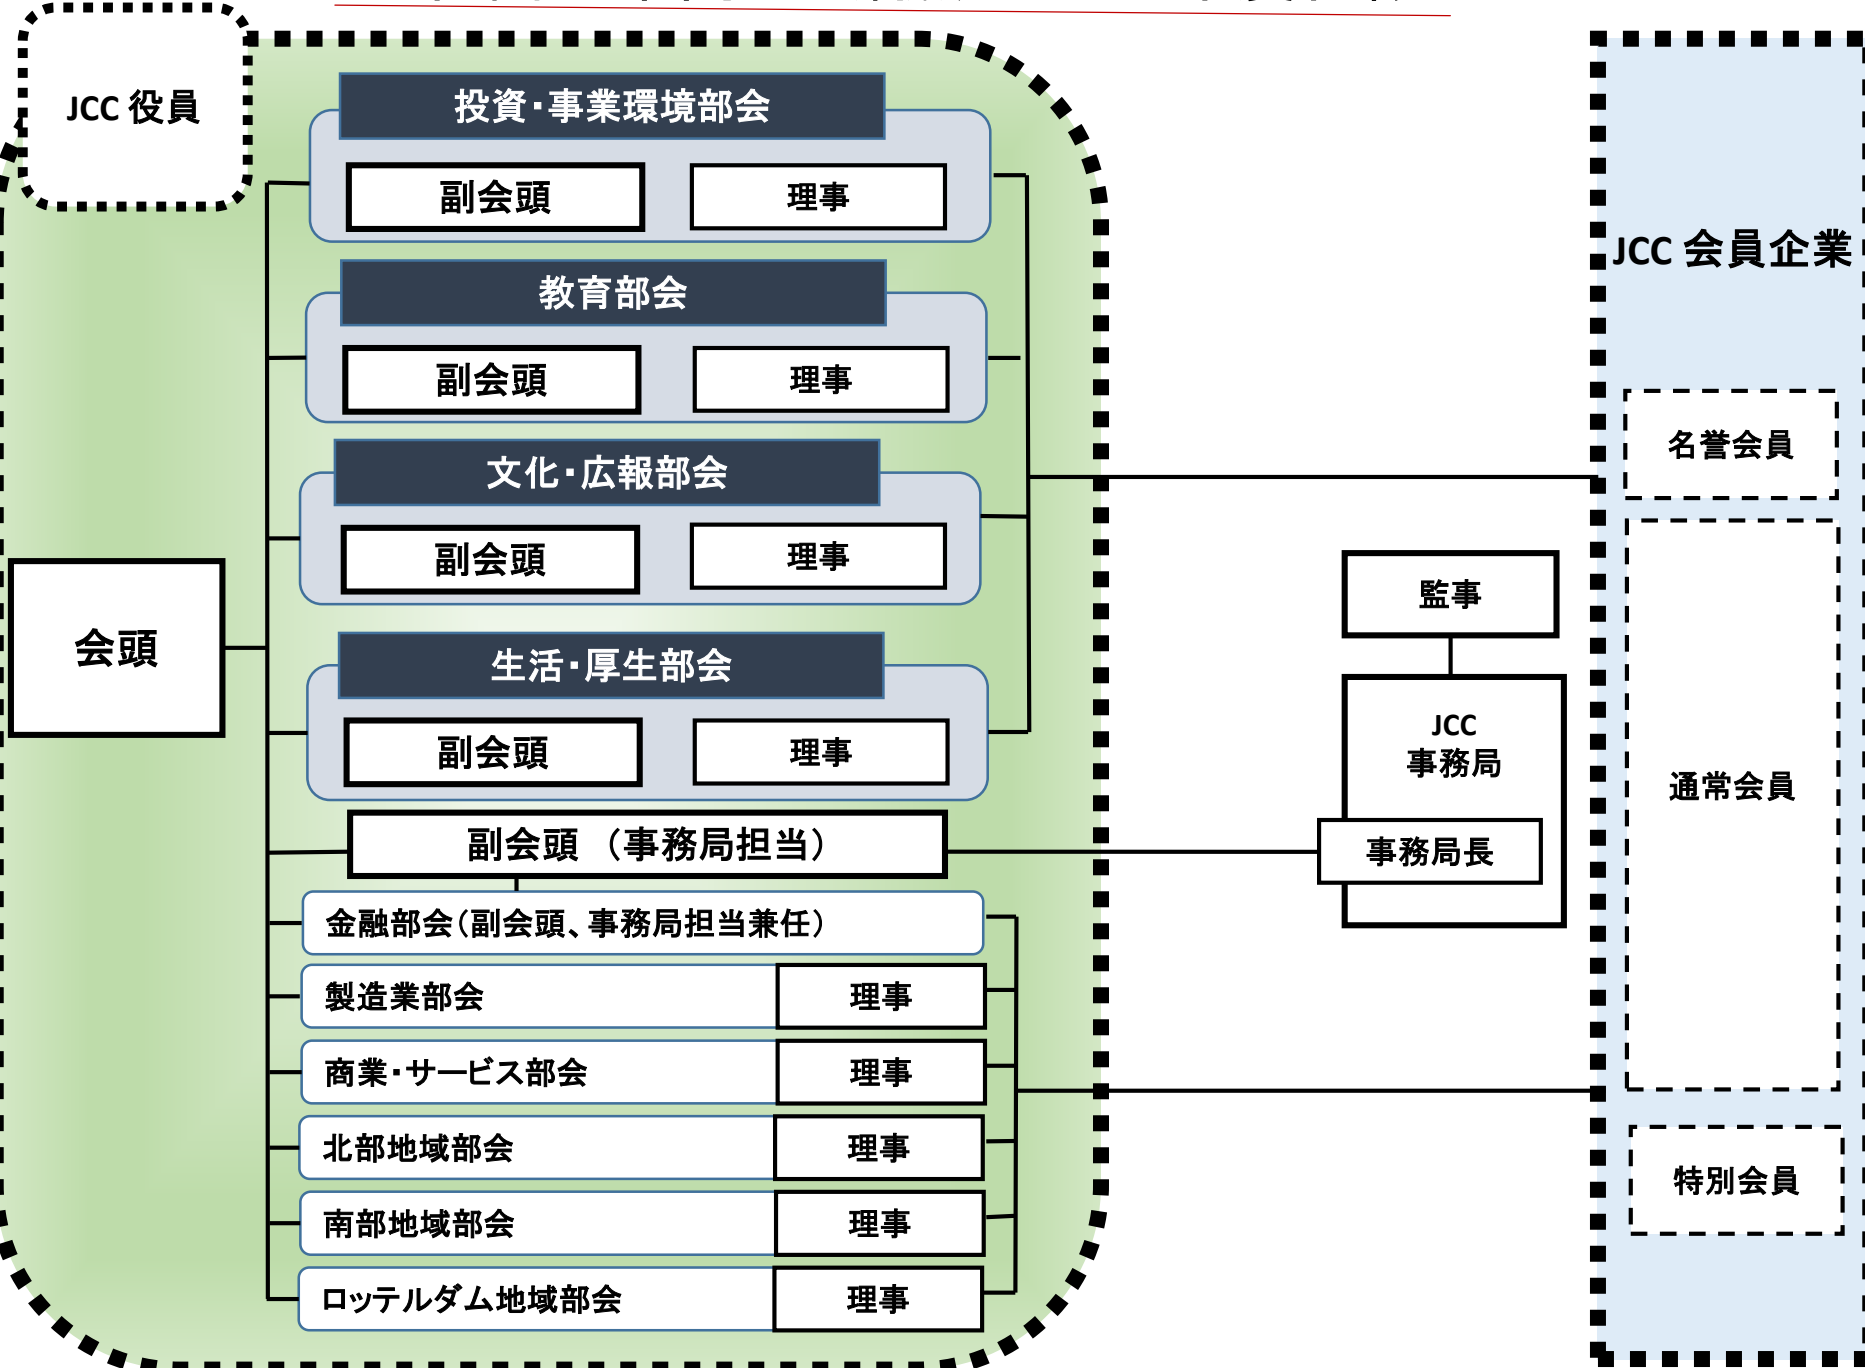 JCC 役員
投資・事業環境部会
副会頭
理事
教育部会
副会頭
理事
文化・広報部会
副会頭
理事
会頭
生活・厚生部会
副会頭
理事
副会頭 （事務局担当）
金融部会（副会頭、事務局担当兼任）
製造業部会
理事
商業・サービス部会
理事
北部地域部会
理事
南部地域部会
理事
ロッテルダム地域部会
理事
監事
JCC
事務局
事務局長
JCC 会員企業
名誉会員
通常会員
特別会員